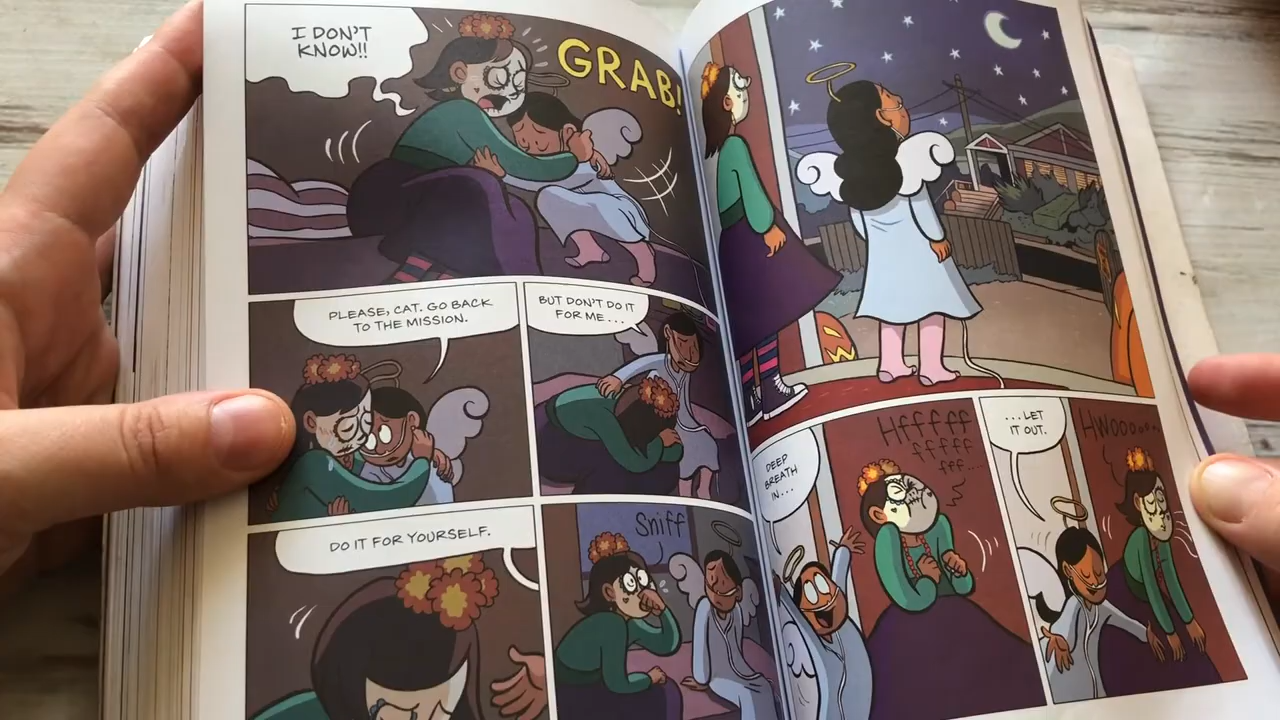 I DON'T
KNOW!!
GRAB!
PLEASE, CAT. GO BACK
TO THE MISSION.
BUT DON'T DO IT
FOR ME...
DO IT FOR YOURSELF.
Sniff
DEEP
BREATH
IN...
Hffffff
fffff
fff....
...LET
IT OUT.